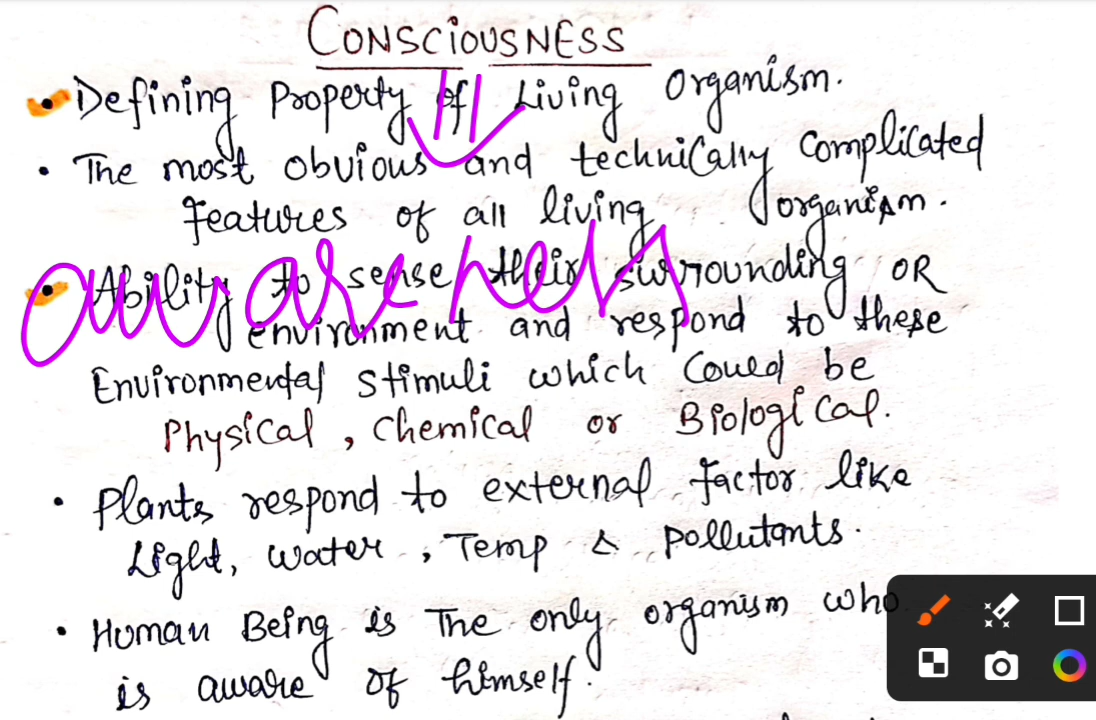 CONSCIOUSNESS
• Defining Property of Living Organism.
• The most obvious and technically complicated
features of all living organism.
awareness
• Ability to sense their surrounding OR
environment and respond to these
Environmental stimuli which could be
Physical, Chemical or Biological.
• Plants respond to external factor like
Light, water, Temp & Pollutants.
• Human Being is The only organism who
is aware of himself.